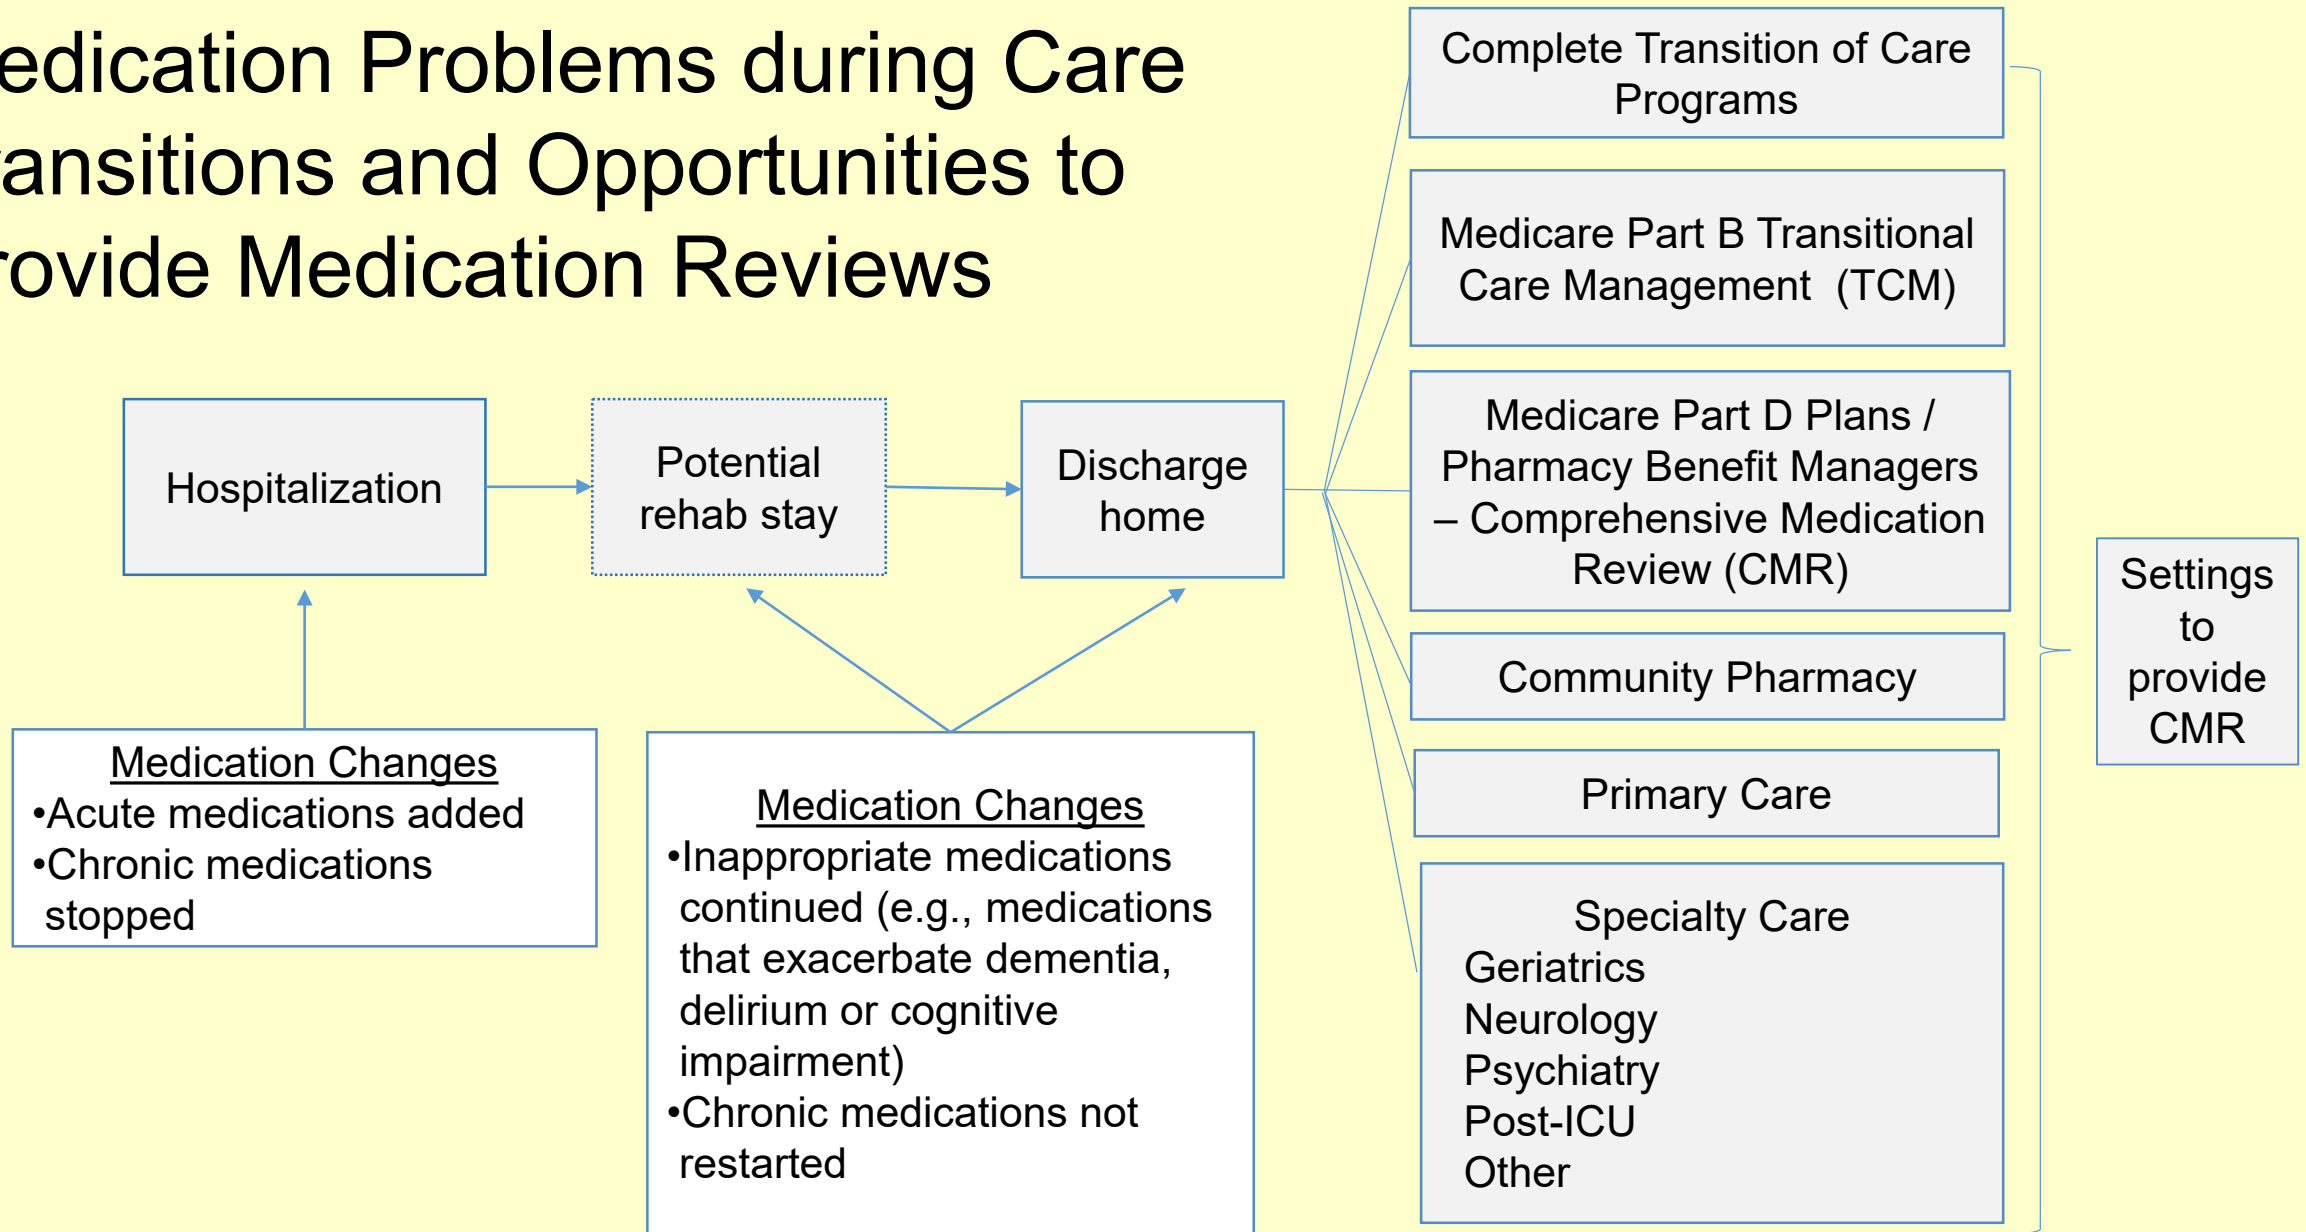 edication Problems during Care
ansitions and Opportunities to
rovide Medication Reviews
Hospitalization
Potential
rehab stay
Discharge
home
Medication Changes
•Acute medications added
•Chronic medications
stopped
Medication Changes
•Inappropriate medications
continued (e.g., medications
that exacerbate dementia,
delirium or cognitive
impairment)
•Chronic medications not
restarted
Complete Transition of Care
Programs
Medicare Part B Transitional
Care Management (TCM)
Medicare Part D Plans /
Pharmacy Benefit Managers
– Comprehensive Medication
Review (CMR)
Community Pharmacy
Primary Care
Specialty Care
Geriatrics
Neurology
Psychiatry
Post-ICU
Other
Settings
to
provide
CMR